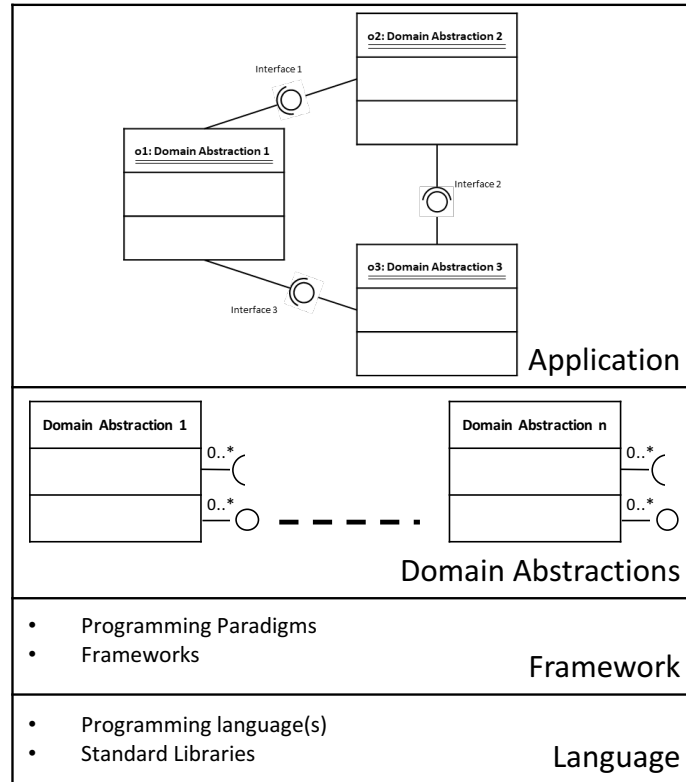 o2: Domain Abstraction 2
Interface 1
o1: Domain Abstraction 1
Interface 2
o3: Domain Abstraction 3
Interface 3
Application
Domain Abstraction 1
0..*
0..*
Domain Abstraction n
0..*
0..*
Domain Abstractions
• Programming Paradigms
• Frameworks
Framework
• Programming language(s)
• Standard Libraries
Language